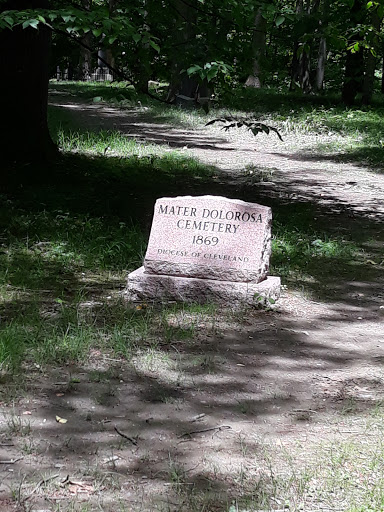 MATER DOLOROSA
CEMETERY
1869
DIOCESE OF CLEVELAND